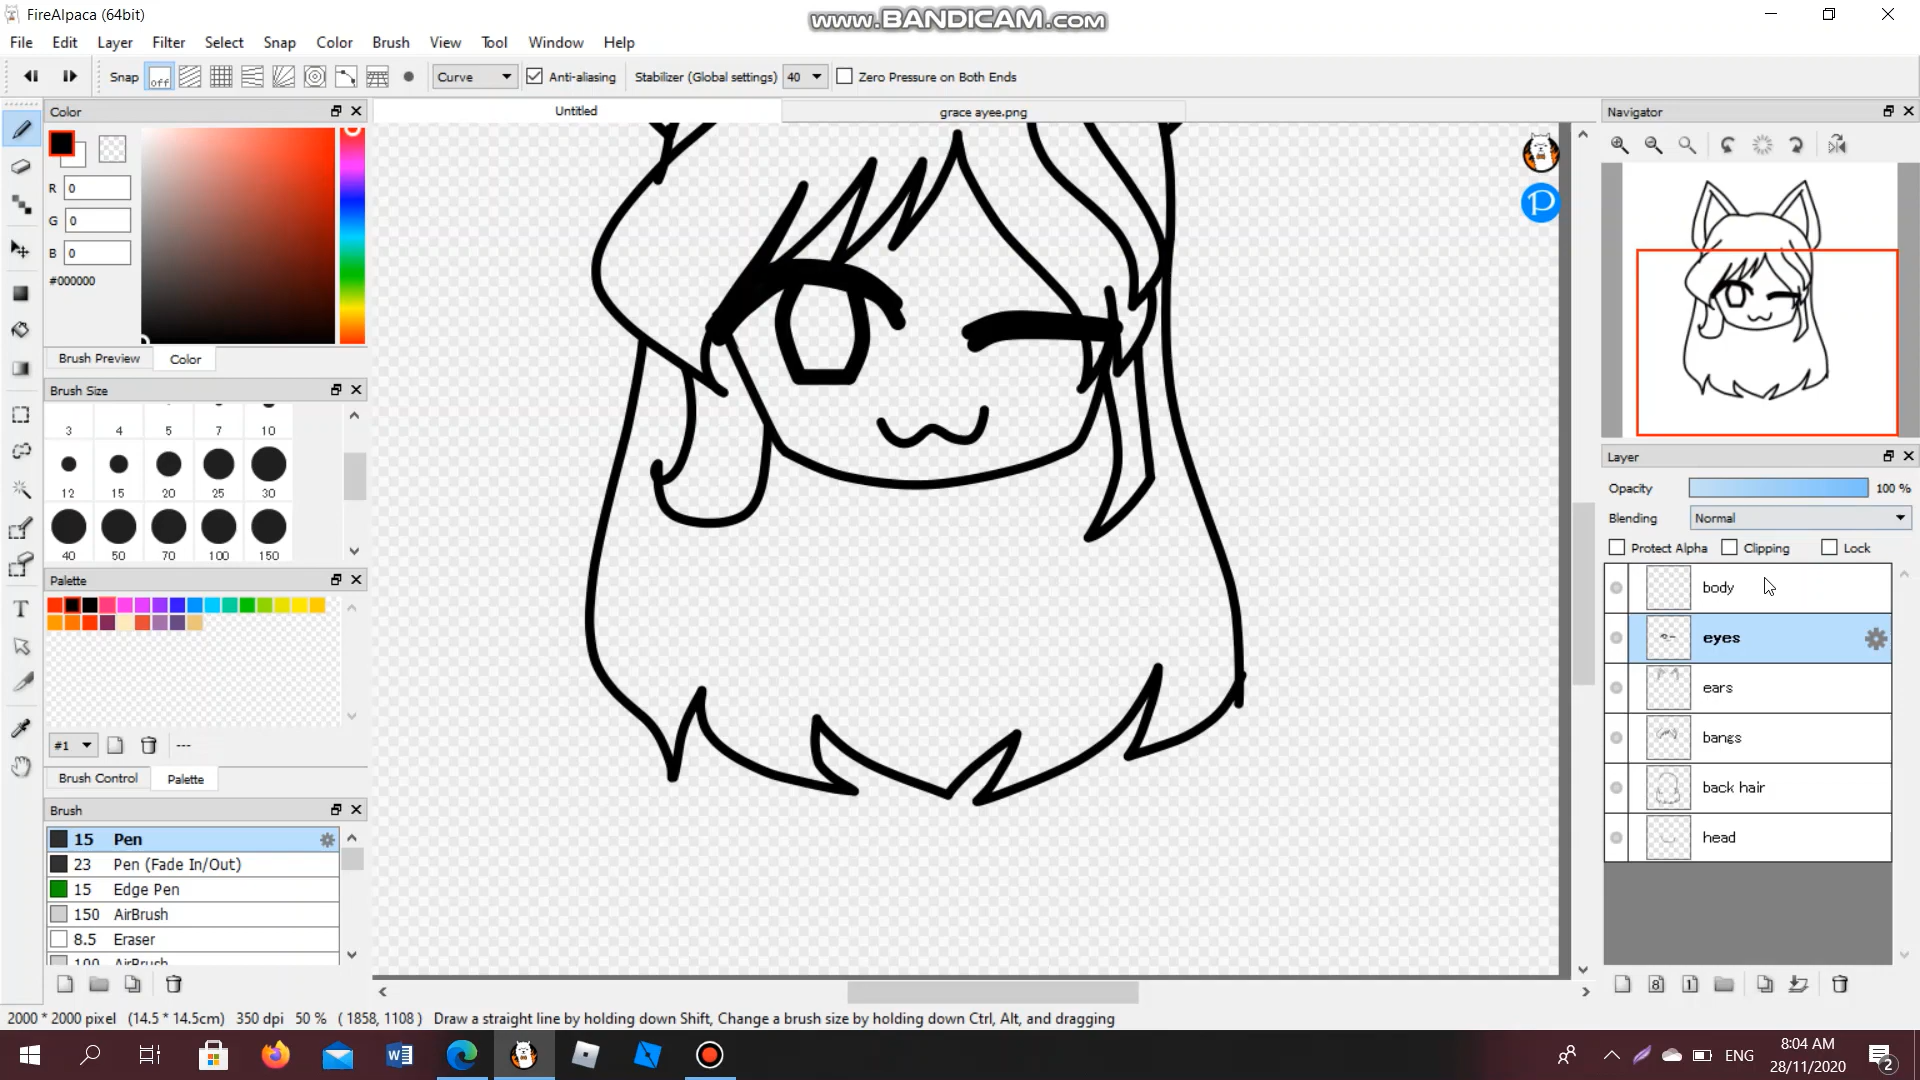 FireAlpaca (64bit)
www.BANDICAM.com
File Edit Layer Filter Select Snap Color Brush View Tool Window Help
Snap off Curve Anti-aliasing Stabilizer (Global settings) 40 Zero Pressure on Both Ends
Color
Untitled
grace ayee.png
Navigator
R 0
G 0
B 0
#000000
Brush Preview Color
Brush Size
3 4 5 7 10
12 15 20 25 30
40 50 70 100 150
Palette
#1 ---
Brush Control Palette
Brush
15 Pen
23 Pen (Fade In/Out)
15 Edge Pen
150 AirBrush
8.5 Eraser
100 AirBrush
Layer
Opacity 100 %
Blending Normal
Protect Alpha Clipping Lock
body
eyes
ears
bangs
back hair
head
8 1
2000 * 2000 pixel (14.5 * 14.5cm) 350 dpi 50 % ( 1858, 1108 ) Draw a straight line by holding down Shift, Change a brush size by holding down Ctrl, Alt, and dragging
ENG
8:04 AM
28/11/2020
2